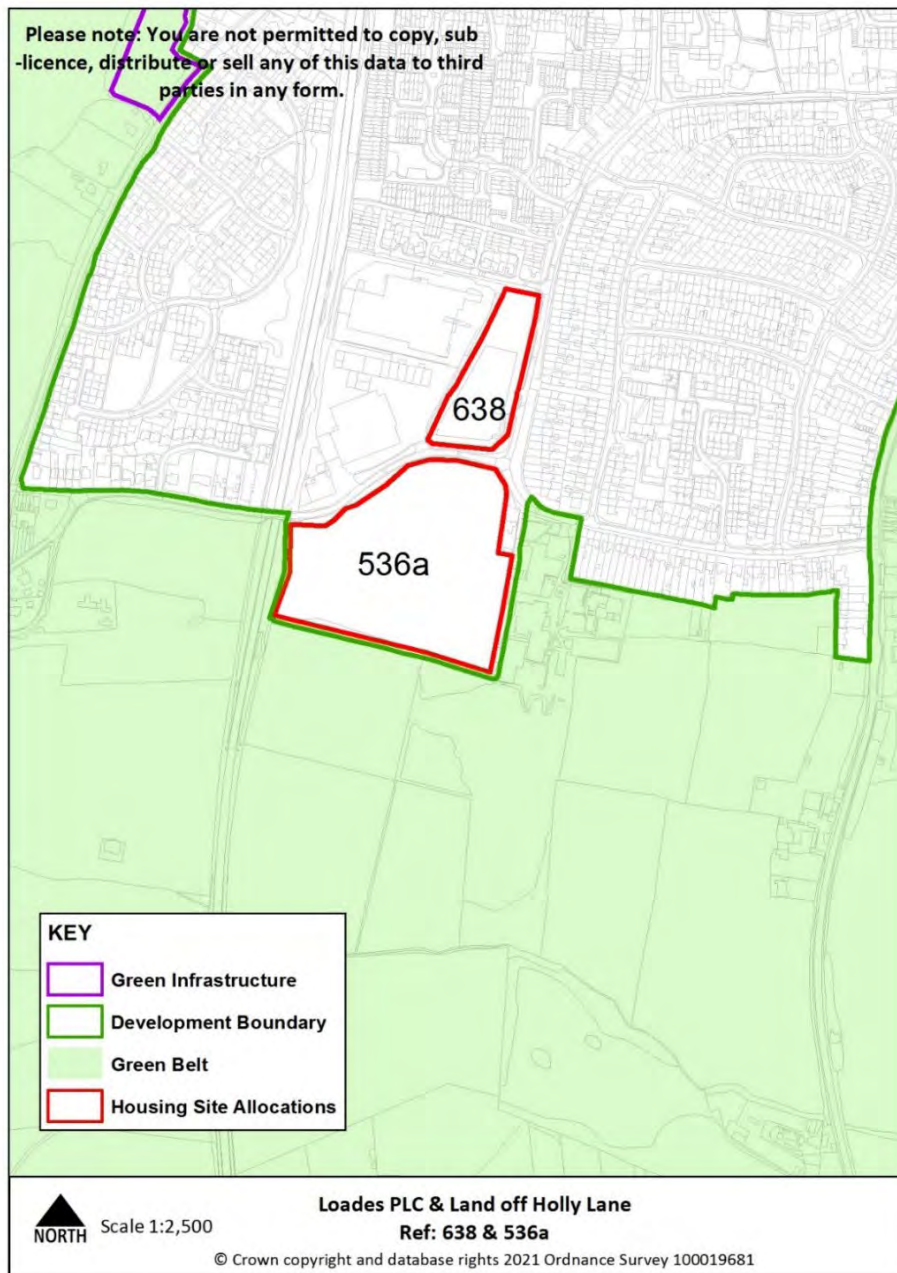 Please note: You are not permitted to copy, sub
-licence, distribute or sell any of this data to third
parties in any form.
638
536a
KEY
Green Infrastructure
Development Boundary
Green Belt
Housing Site Allocations
NORTH
Scale 1:2,500
Loades PLC & Land off Holly Lane
Ref: 638 & 536a
© Crown copyright and database rights 2021 Ordnance Survey 100019681